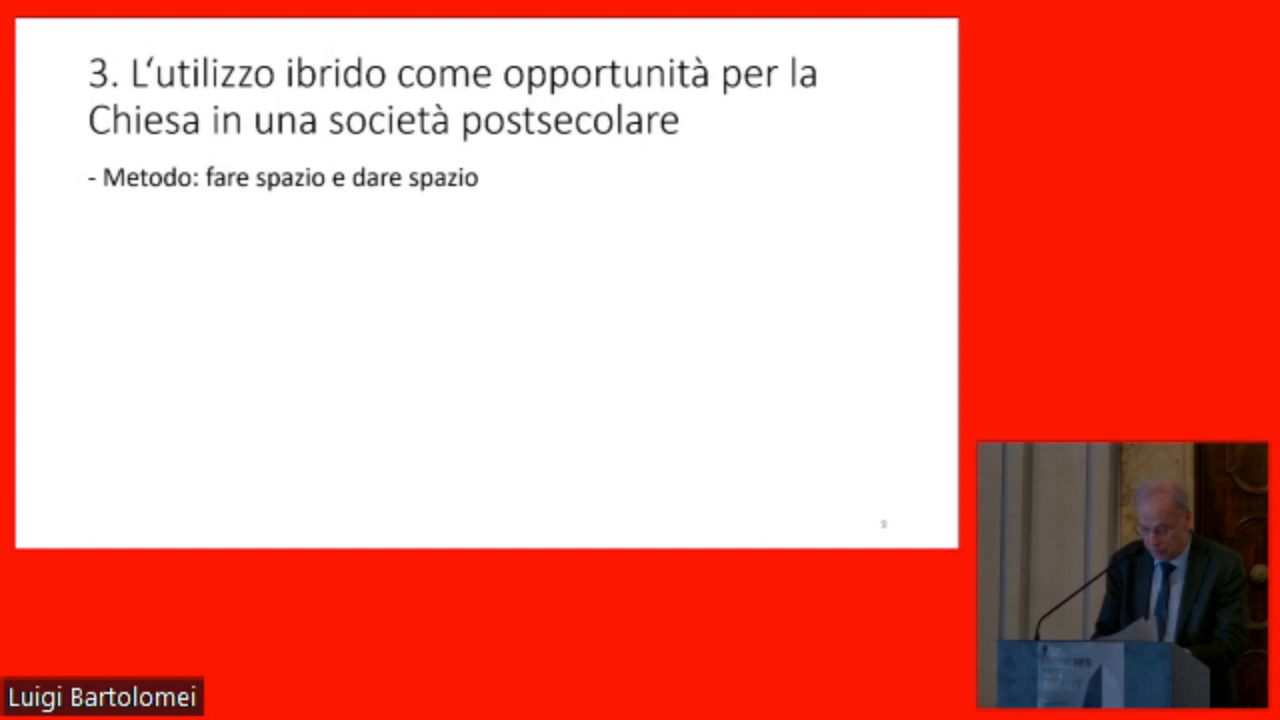 3. L‘utilizzo ibrido come opportunità per la
Chiesa in una società postsecolare
- Metodo: fare spazio e dare spazio
9
Luigi Bartolomei